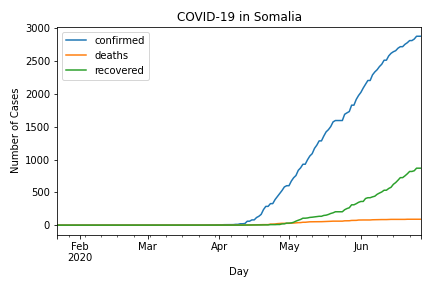 COVID-19 in Somalia
confirmed
deaths
recovered
Number of Cases
3000
2500
2000
1500
1000
500
0
Feb
2020
Mar
Apr
May
Jun
Day